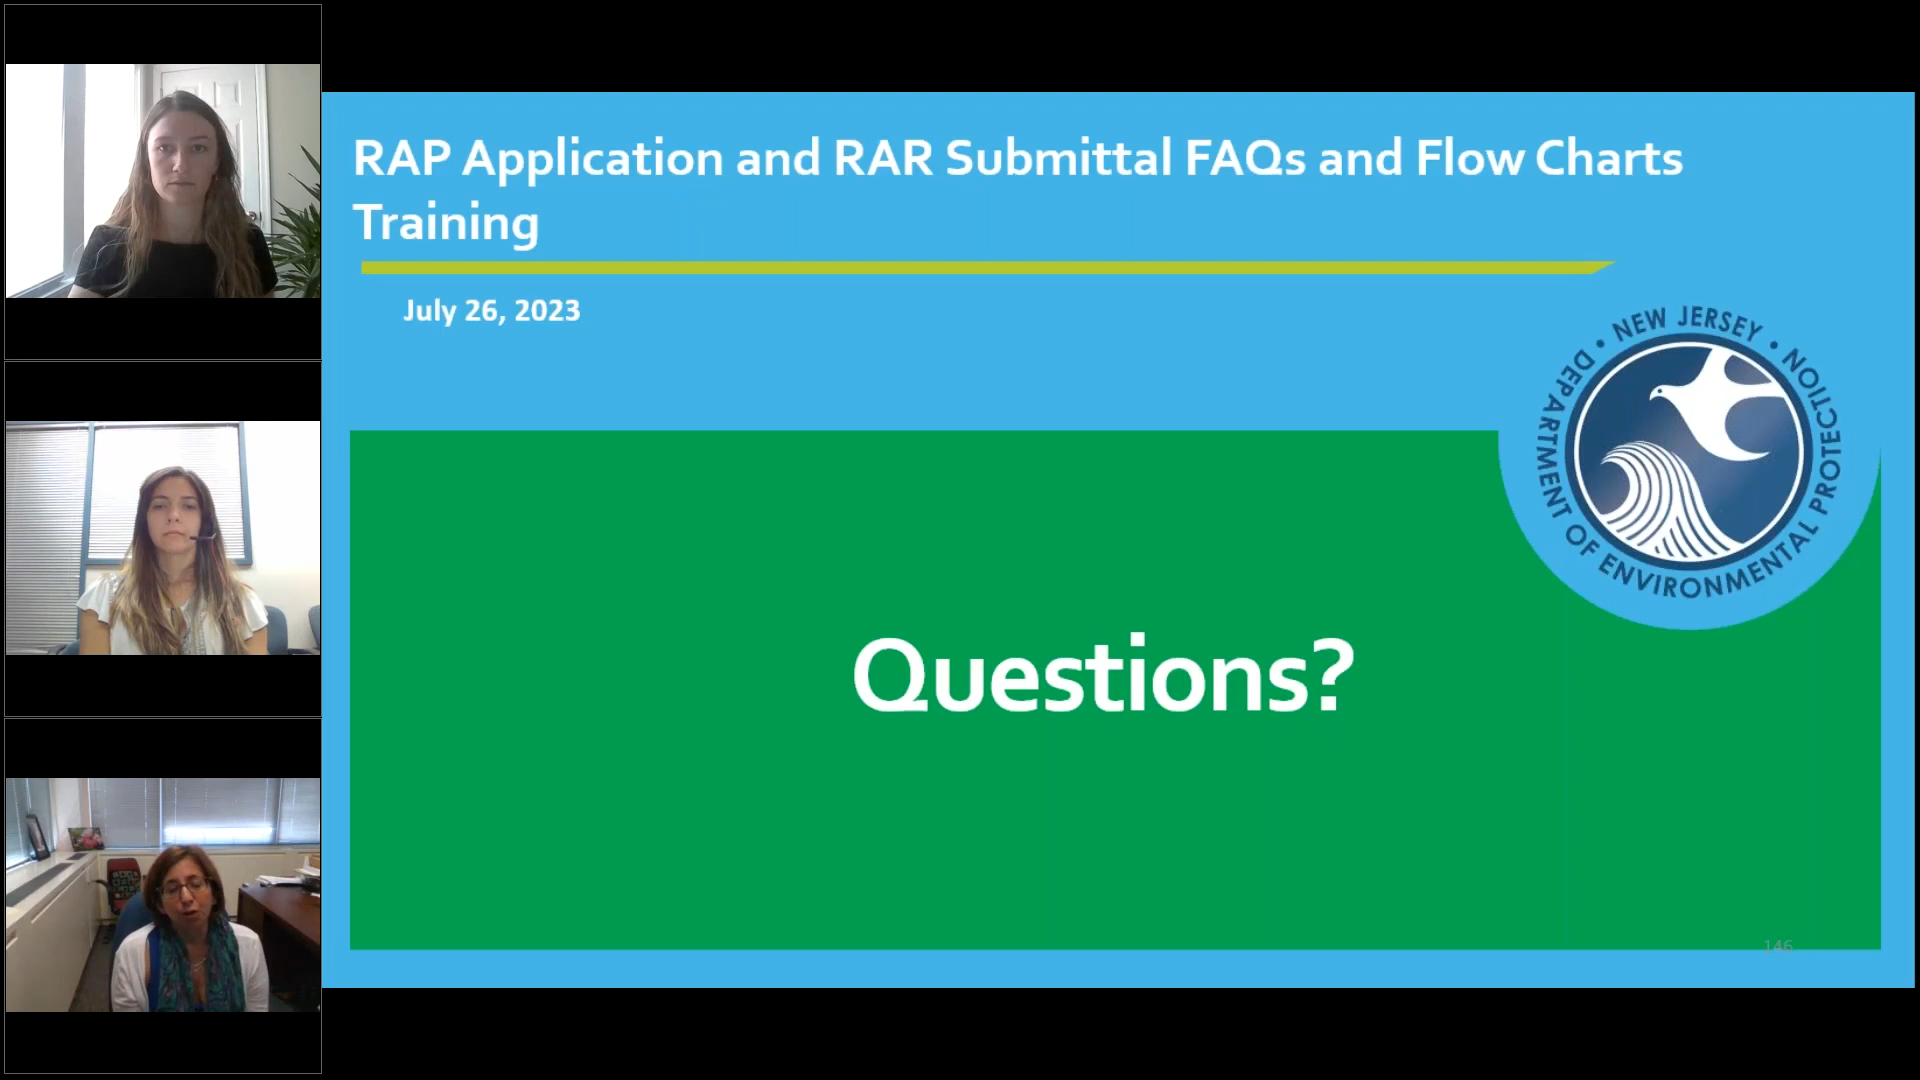 RAP Application and RAR Submittal FAQs and Flow Charts
Training
July 26, 2023
• NEW JERSEY •
DEPARTMENT OF ENVIRONMENTAL PROTECTION
Questions?
146